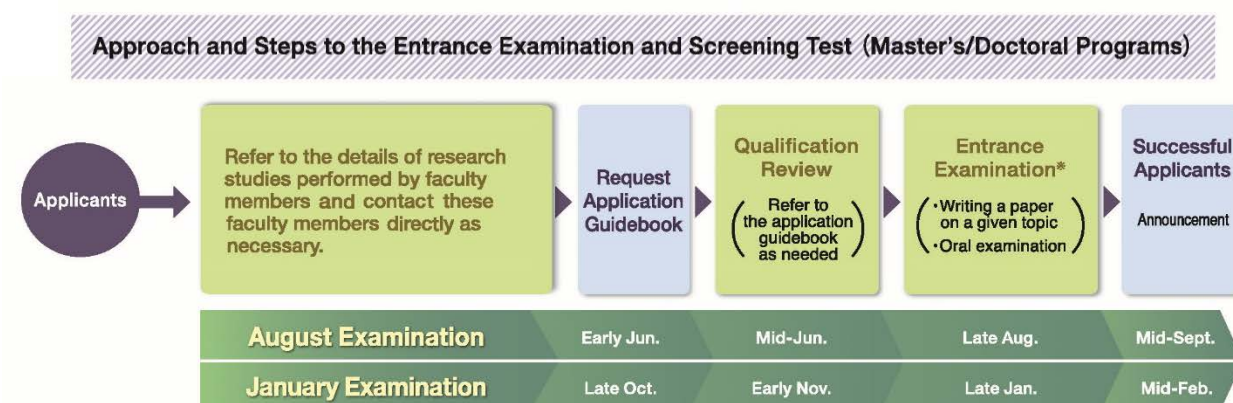 Approach and Steps to the Entrance Examination and Screening Test (Master's/Doctoral Programs)
Applicants
Refer to the details of research
studies performed by faculty
members and contact these
faculty members directly as
necessary.
Request
Application
Guidebook
Qualification
Review
(Refer to
the application
guidebook
as needed)
Entrance
Examination*
(・Writing a paper
on a given topic
・Oral examination)
Successful
Applicants
Announcement
August Examination Early Jun. Mid-Jun. Late Aug. Mid-Sept.
January Examination Late Oct. Early Nov. Late Jan. Mid-Feb.